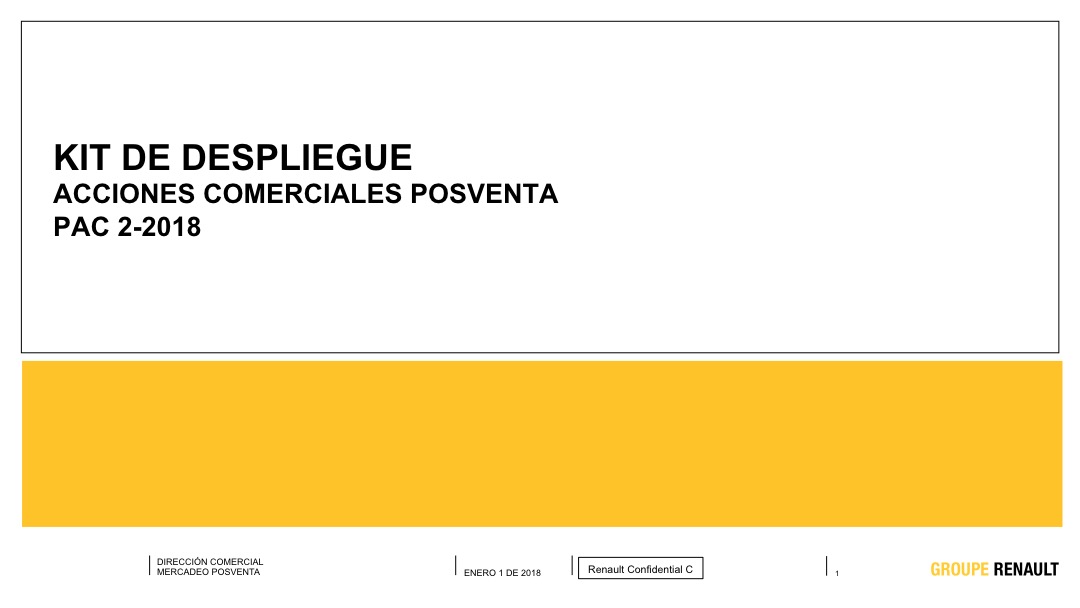 KIT DE DESPLIEGUE
ACCIONES COMERCIALES POSVENTA
PAC 2-2018
DIRECCIÓN COMERCIAL
MERCADEO POSVENTA
ENERO 1 DE 2018
Renault Confidential C
1
GROUPE RENAULT